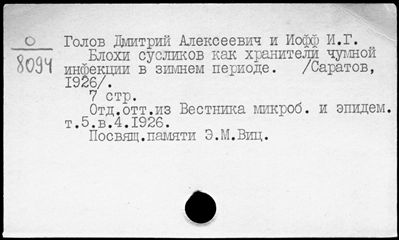 О
8094
Голов Дмитрий Алексеевич и Иофф И.Г.
Блохи сусликов как хранители чумной
инфекции в зимнем периоде. /Саратов,
1926/.
7 стр.
Отд.отт.из Вестника микроб. и эпидем.
т.5.в.4.1926.
Посвящ.памяти Э.М.Виц.